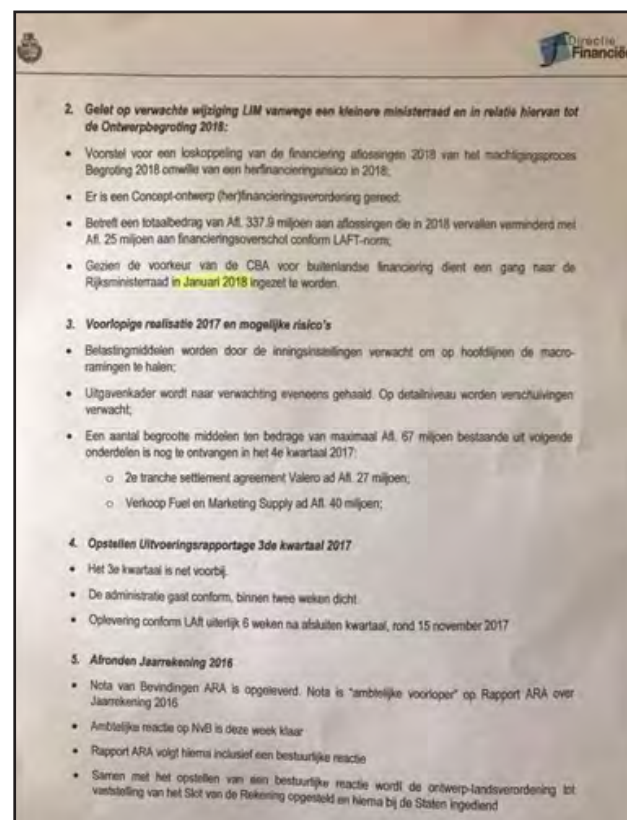 Directie
Financië
2. Gelet op verwachte wijziging LIM vanwege een kleinere ministerraad en in relatie hiervan tot
de Ontwerpbegroting 2018:
• Voorstel voor een loskoppeling van de financiering aflossingen 2018 van het machtigingsproces
Begroting 2018 omwille van een herfinancieringsrisico in 2018;
• Er is een Concept-ontwerp (her)financieringsverordening gereed;
• Betreft een totaalbedrag van Afl. 337.9 miljoen aan aflossingen die in 2018 vervallen verminderd met
Afl. 25 miljoen aan financieringsoverschot conform LAFT-norm;
• Gezien de voorkeur van de CBA voor buitenlandse financiering dient een gang naar de
Rijksministerraad in Januari 2018 ingezet te worden.
3. Voorlopige realisatie 2017 en mogelijke risico's
• Belastingmiddelen worden door de inningsinstellingen verwacht om op hoofdlijnen de macro-
ramingen te halen;
• Uitgavenkader wordt naar verwachting eveneens gehaald. Op detailniveau worden verschuivingen
verwacht;
• Een aantal begrootte middelen ten bedrage van maximaal Afl. 67 miljoen bestaande uit volgende
onderdelen is nog te ontvangen in het 4e kwartaal 2017:
o 2e tranche settlement agreement Valero ad Afl. 27 miljoen;
o Verkoop Fuel en Marketing Supply ad Afl. 40 miljoen;
4. Opstellen Uitvoeringsrapportage 3de kwartaal 2017
• Het 3e kwartaal is net voorbij.
• De administratie gaat conform, binnen twee weken dicht.
• Oplevering conform LAft uiterlijk 6 weken na afsluiten kwartaal, rond 15 november 2017
5. Afronden Jaarrekening 2016
• Nota van Bevindingen ARA is opgeleverd. Nota is "ambtelijke voorloper" op Rapport ARA over
Jaarrekening 2016
• Ambtelijke reactie op NvB is deze week klaar
• Rapport ARA volgt hierna inclusief een bestuurlijke reactie
• Samen met het opstellen van een bestuurlijke reactie wordt de ontwerp-landsverordening tot
vaststelling van het Slot van de Rekening opgesteld en hierna bij de Staten ingediend